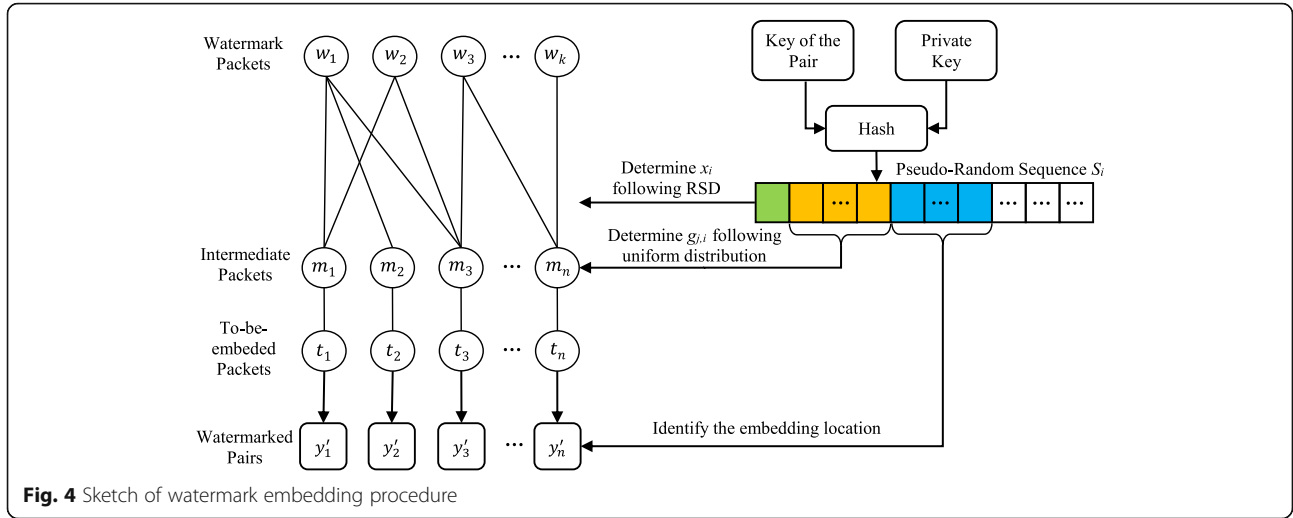 Watermark
Packets
w₁ w₂ w₃ ... wₖ
Key of the
Pair
Private
Key
Hash
Determine xᵢ
following RSD
Pseudo-Random Sequence Sᵢ
... ... ... ... ...
Determine gⱼ,ᵢ following
uniform distribution
Intermediate
Packets
m₁ m₂ m₃ ... mₙ
To-be-
embeded
Packets
t₁ t₂ t₃ ... tₙ
Identify the embedding location
Watermarked
Pairs
y′₁ y′₂ y′₃ ... y′ₙ
Fig. 4 Sketch of watermark embedding procedure